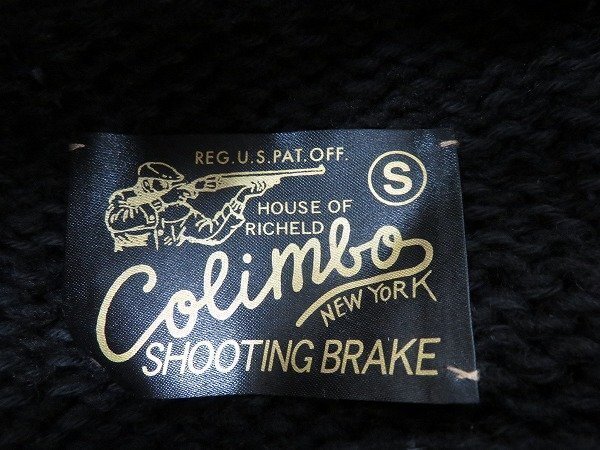 REG.U.S.PAT.OFF.
S
HOUSE OF
RICHELD
Colimbo
NEW YORK
SHOOTING BRAKE